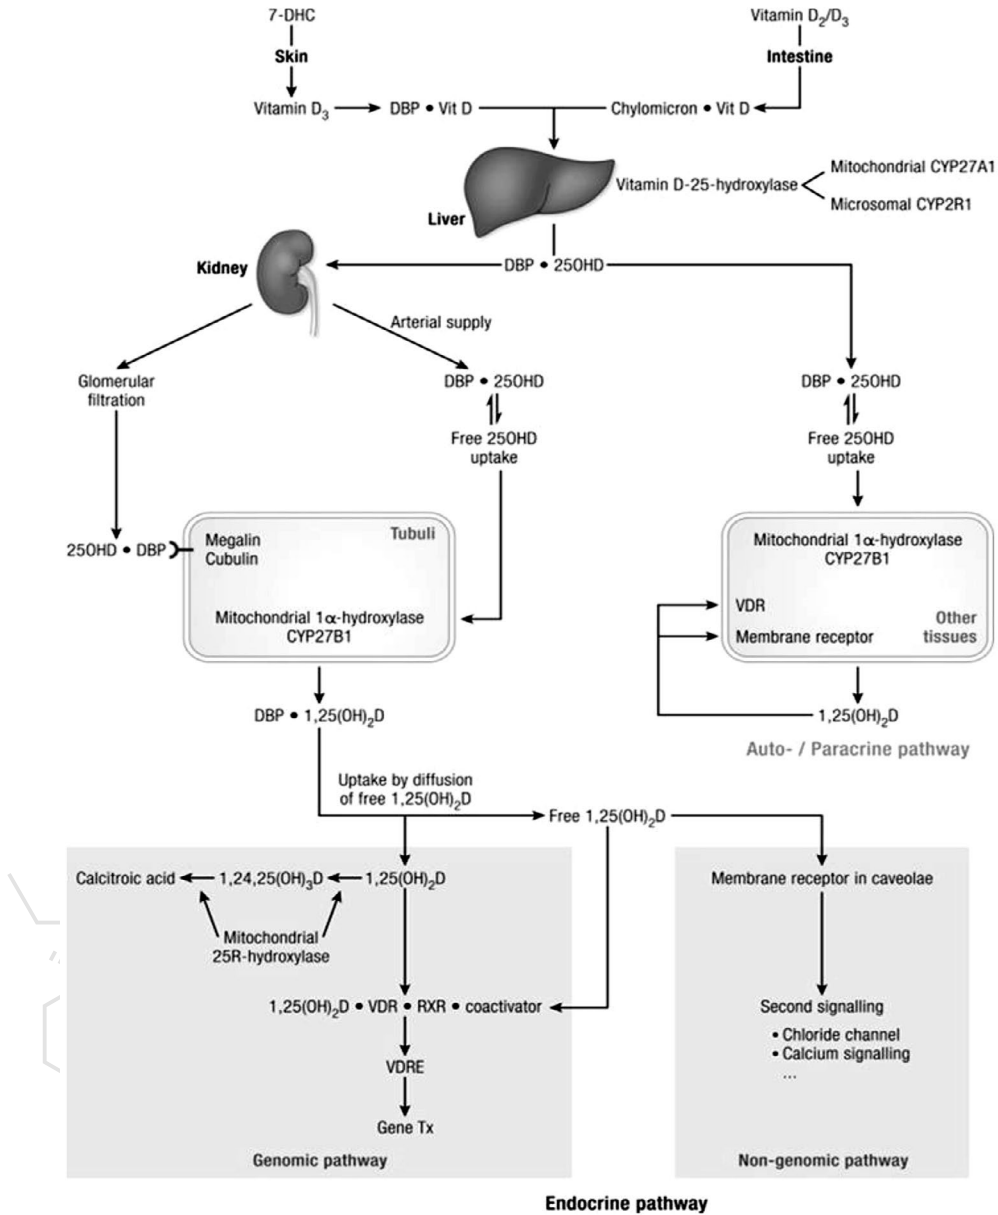 7-DHC
Vitamin D2/D3
Skin
Intestine
Vitamin D3
DBP • Vit D
Chylomicron • Vit D
Mitochondrial CYP27A1
Vitamin D-25-hydroxylase
Microsomal CYP2R1
Liver
Kidney
DBP • 25OHD
Arterial supply
Glomerular
filtration
DBP • 25OHD
Free 25OHD
uptake
DBP • 25OHD
Free 25OHD
uptake
25OHD • DBP
Megalin
Cubulin
Tubuli
Mitochondrial 1α-hydroxylase
CYP27B1
Mitochondrial 1α-hydroxylase
CYP27B1
VDR
Membrane receptor
Other
tissues
DBP • 1,25(OH)2D
1,25(OH)2D
Auto- / Paracrine pathway
Uptake by diffusion
of free 1,25(OH)2D
Free 1,25(OH)2D
Calcitroic acid
1,24,25(OH)3D
1,25(OH)2D
Mitochondrial
25R-hydroxylase
1,25(OH)2D • VDR • RXR • coactivator
VDRE
Gene Tx
Genomic pathway
Membrane receptor in caveolae
Second signalling
• Chloride channel
• Calcium signalling
...
Non-genomic pathway
Endocrine pathway